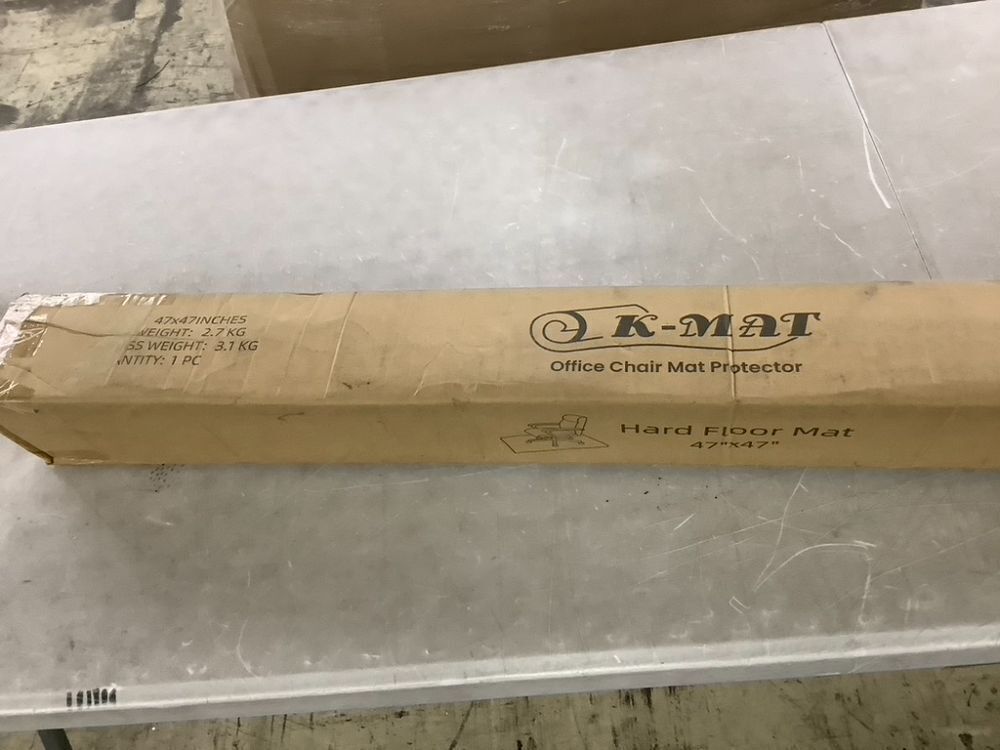 47x47INCHES
WEIGHT: 2.7 KG
SS WEIGHT: 3.1 KG
ANTITY: 1 PC
K-MAT
Office Chair Mat Protector
Hard Floor Mat
47"x47"